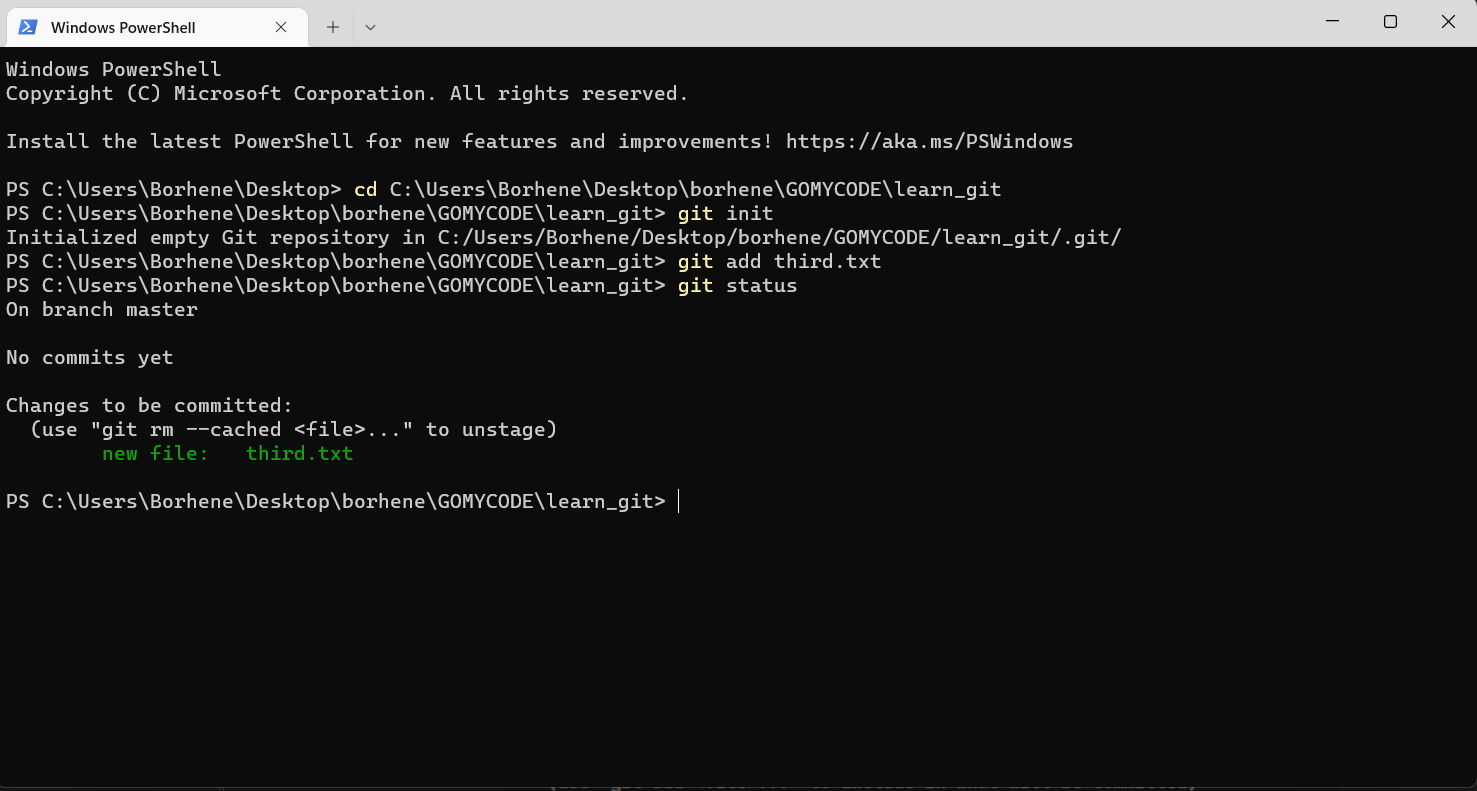 Windows PowerShell
Windows PowerShell
Copyright (C) Microsoft Corporation. All rights reserved.
Install the latest PowerShell for new features and improvements! https://aka.ms/PSWindows
PS C:\Users\Borhene\Desktop> cd C:\Users\Borhene\Desktop\borhene\GOMYCODE\learn_git
PS C:\Users\Borhene\Desktop\borhene\GOMYCODE\learn_git> git init
Initialized empty Git repository in C:/Users/Borhene/Desktop/borhene/GOMYCODE/learn_git/.git/
PS C:\Users\Borhene\Desktop\borhene\GOMYCODE\learn_git> git add third.txt
PS C:\Users\Borhene\Desktop\borhene\GOMYCODE\learn_git> git status
On branch master
No commits yet
Changes to be committed:
  (use "git rm --cached <file>..." to unstage)
        new file:   third.txt
PS C:\Users\Borhene\Desktop\borhene\GOMYCODE\learn_git>